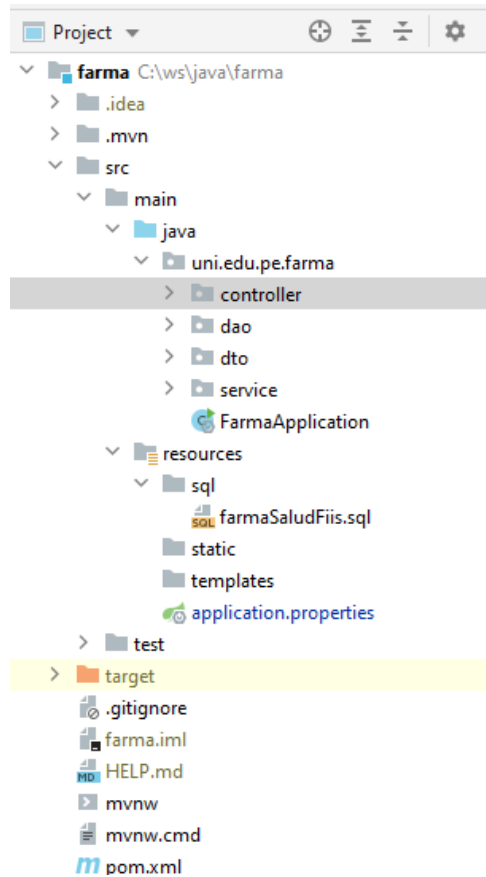 Project
farma C:\ws\java\farma
.idea
.mvn
src
main
java
uni.edu.pe.farma
controller
dao
dto
service
C FarmaApplication
resources
sql
SQL farmaSaludFiis.sql
static
templates
application.properties
test
target
.gitignore
farma.iml
MD HELP.md
mvnw
mvnw.cmd
m pom.xml